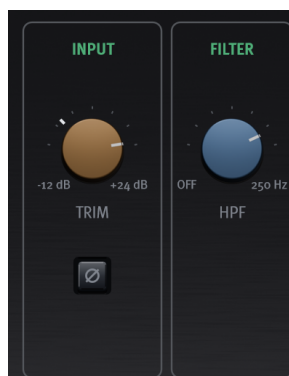 INPUT
-12 dB +24 dB
TRIM
Ø
FILTER
OFF 250 Hz
HPF